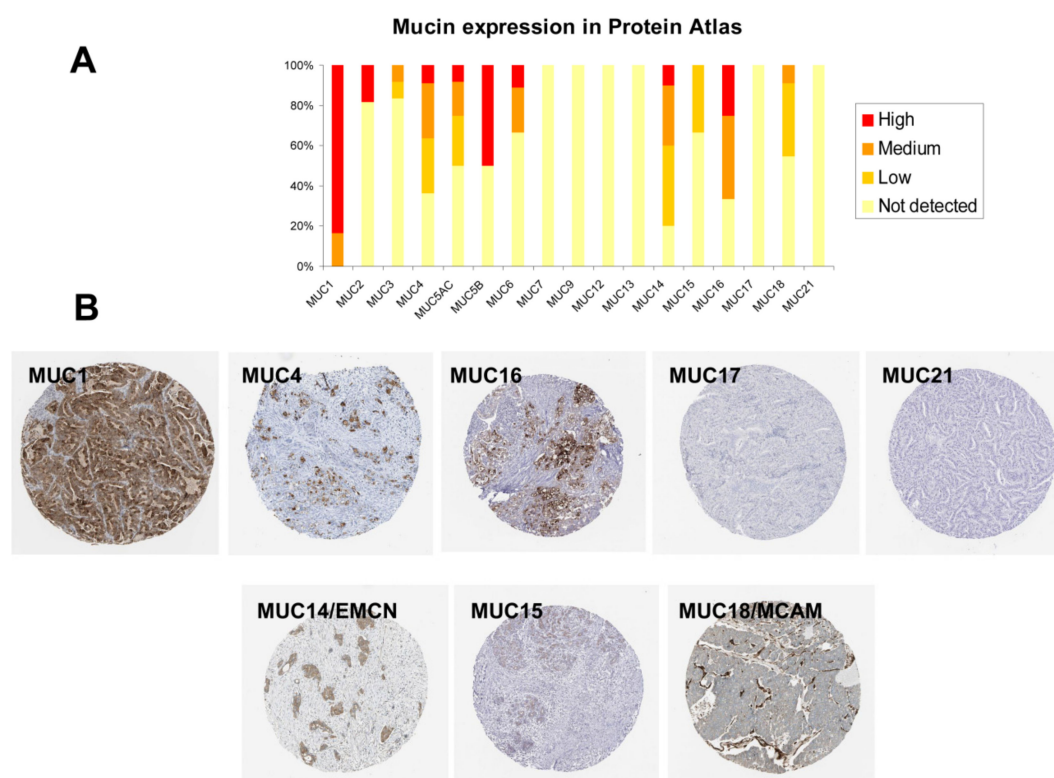 A
Mucin expression in Protein Atlas
100%
80%
60%
40%
20%
0%
MUC1
MUC2
MUC3
MUC4
MUC5AC
MUC5B
MUC6
MUC7
MUC9
MUC12
MUC13
MUC14
MUC15
MUC16
MUC17
MUC18
MUC21
High
Medium
Low
Not detected
B
MUC1
MUC4
MUC16
MUC17
MUC21
MUC14/EMCN
MUC15
MUC18/MCAM